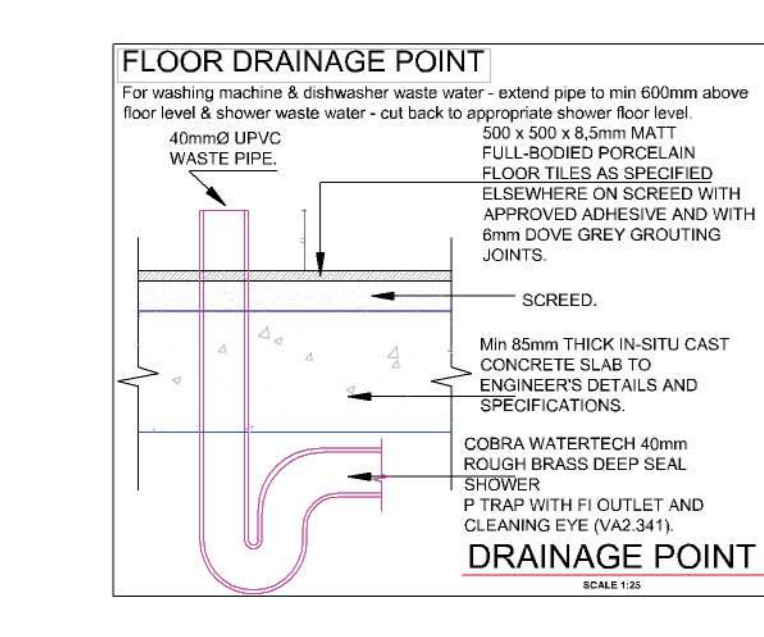 FLOOR DRAINAGE POINT
For washing machine & dishwasher waste water - extend pipe to min 600mm above
floor level & shower waste water - cut back to appropriate shower floor level.
40mmØ UPVC
WASTE PIPE.
500 x 500 x 8,5mm MATT
FULL-BODIED PORCELAIN
FLOOR TILES AS SPECIFIED
ELSEWHERE ON SCREED WITH
APPROVED ADHESIVE AND WITH
6mm DOVE GREY GROUTING
JOINTS.
SCREED.
Min 85mm THICK IN-SITU CAST
CONCRETE SLAB TO
ENGINEER'S DETAILS AND
SPECIFICATIONS.
COBRA WATERTECH 40mm
ROUGH BRASS DEEP SEAL
SHOWER
P TRAP WITH FI OUTLET AND
CLEANING EYE (VA2.341).
DRAINAGE POINT
SCALE 1:25